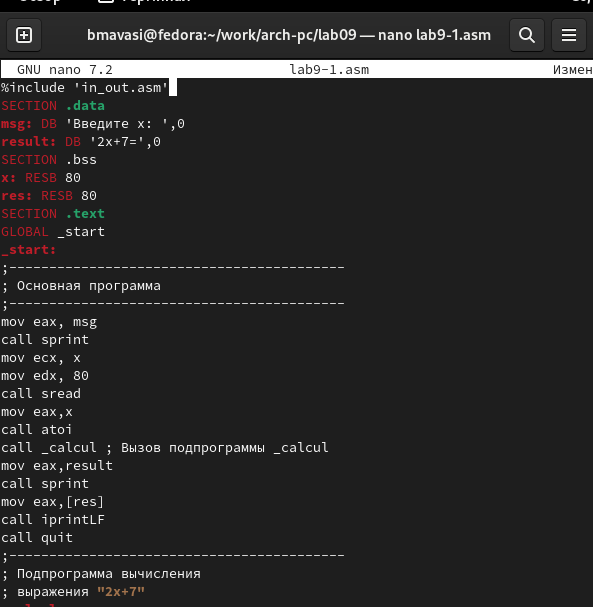 bmavasi@fedora:~/work/arch-pc/lab09 — nano lab9-1.asm
GNU nano 7.2 lab9-1.asm Измен
%include 'in_out.asm'
SECTION .data
msg: DB 'Введите x: ',0
result: DB '2x+7=',0
SECTION .bss
x: RESB 80
res: RESB 80
SECTION .text
GLOBAL _start
_start:
;------------------------------------------
; Основная программа
;------------------------------------------
mov eax, msg
call sprint
mov ecx, x
mov edx, 80
call sread
mov eax,x
call atoi
call _calcul ; Вызов подпрограммы _calcul
mov eax,result
call sprint
mov eax,[res]
call iprintLF
call quit
;------------------------------------------
; Подпрограмма вычисления
; выражения "2x+7"